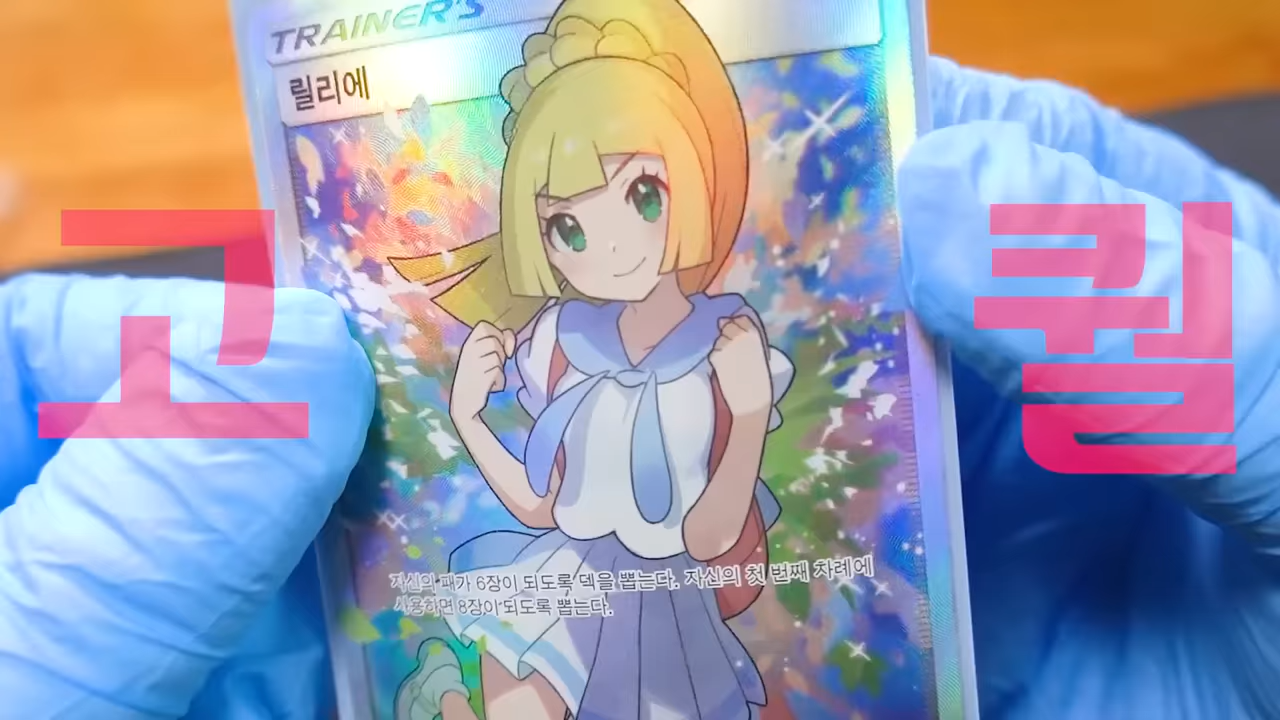 TRAINER'S
릴리에
고퀄
자신의 패가 6장이 되도록 덱을 뽑는다. 자신의 첫 번째 차례에
사용하면 8장이 되도록 뽑는다.